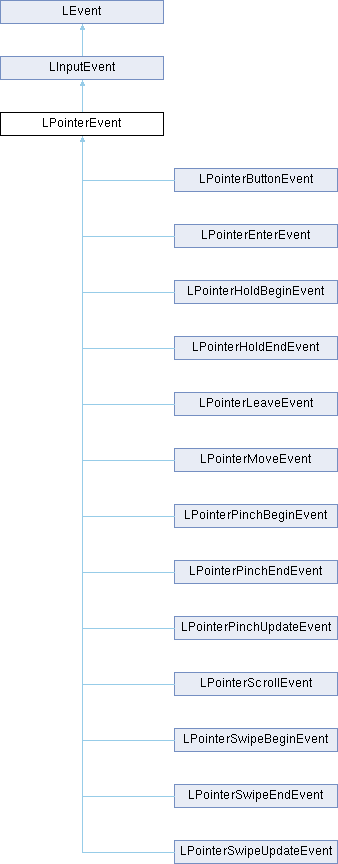 LEvent
LInputEvent
LPointerEvent
LPointerButtonEvent
LPointerEnterEvent
LPointerHoldBeginEvent
LPointerHoldEndEvent
LPointerLeaveEvent
LPointerMoveEvent
LPointerPinchBeginEvent
LPointerPinchEndEvent
LPointerPinchUpdateEvent
LPointerScrollEvent
LPointerSwipeBeginEvent
LPointerSwipeEndEvent
LPointerSwipeUpdateEvent